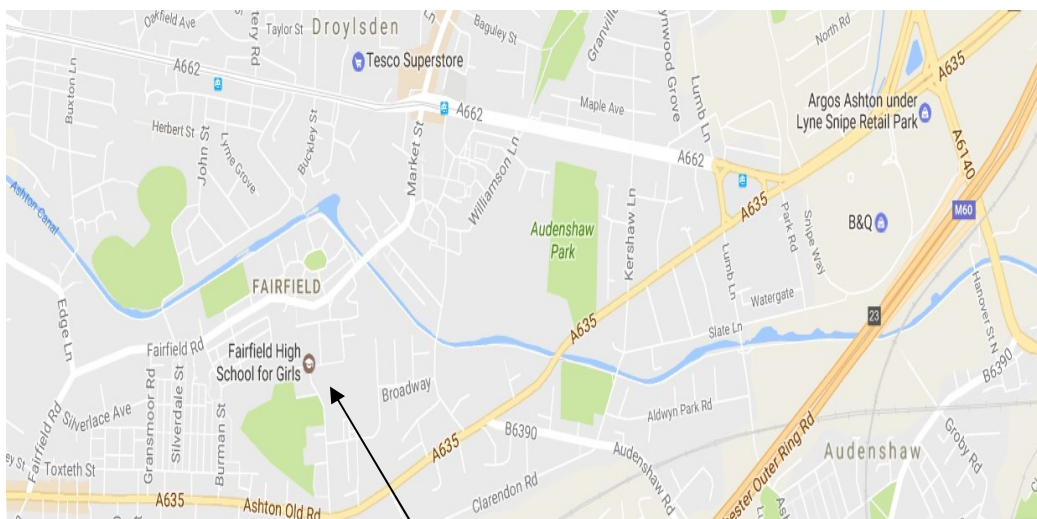 Oakfield Ave
Taylor St
Droylsden
Baguley St
North Rd
A635
Tesco Superstore
A662
Buxton Ln
Lumb Ln
Argos Ashton under
Lyne Snipe Retail Park
Maple Ave
A662
A6140
Herbert St
John St
Lyme Grove
Buckley St
Market St
Williamson Ln
A662
M60
Ashton Canal
Audenshaw
Park
Kershaw Ln
A635
Park Rd
Snipe Way
B&Q
Lumb Ln
FAIRFIELD
Watergate
Hanover St N
23
Edge Ln
A635
Slate Ln
Fairfield Rd
Fairfield High
School for Girls
Broadway
B6390
Silverlace Ave
Gransmoor Rd
Silverdale St
Burman St
Aldwyn Park Rd
Fairfield Rd
B6390
Audenshaw Rd
Audenshaw
Groby Rd
Toxteth St
A635
Clarendon Rd
A635
Ashton Old Rd